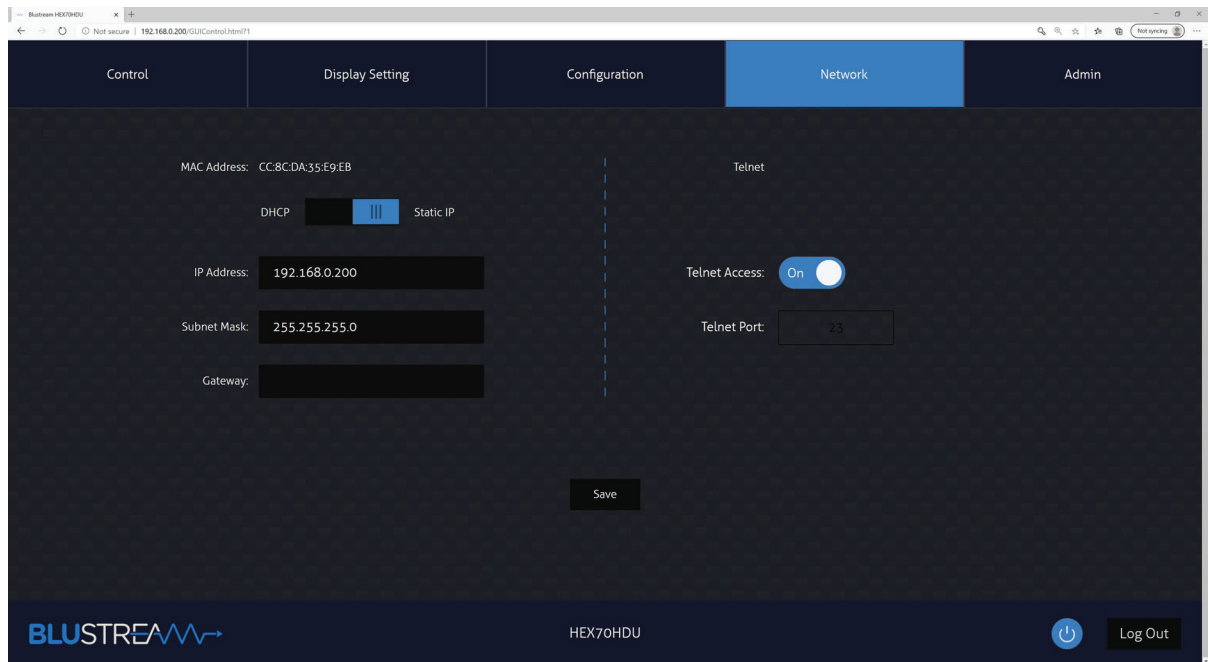 Blustream HEX70HDU
Not secure | 192.168.0.200/GUIControl.html?1
Not syncing
Control
Display Setting
Configuration
Network
Admin
MAC Address: CC:8C:DA:35:E9:EB
DHCP
Static IP
IP Address: 192.168.0.200
Subnet Mask: 255.255.255.0
Gateway:
Telnet
Telnet Access: On
Telnet Port: 23
Save
BLUSTREAM
HEX70HDU
Log Out